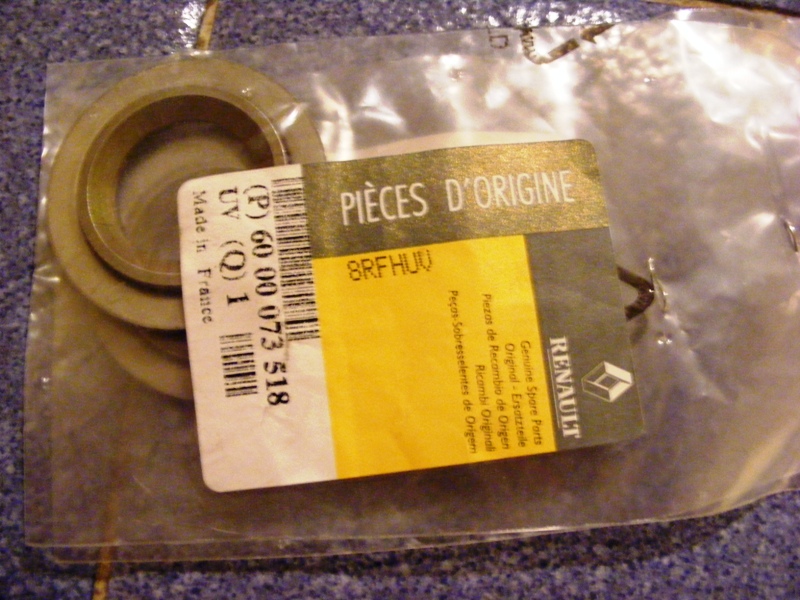 PIÈCES D'ORIGINE
8RFHUV
(P) 60 00 073 518
UV (Q) 1
Made in France
RENAULT
Genuine Spare Parts
Original - Ersatzteile
Ricambi Originali
Piezas de Recambio de Origen
Peças-Sobresselentes de Origem